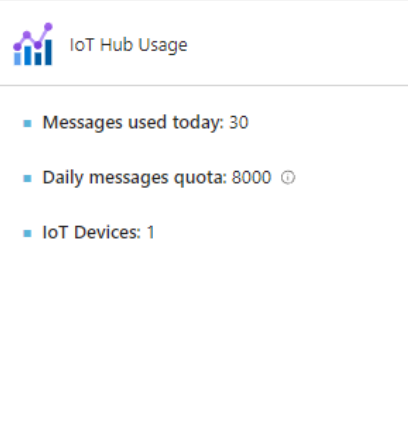 IoT Hub Usage
Messages used today: 30
Daily messages quota: 8000
IoT Devices: 1